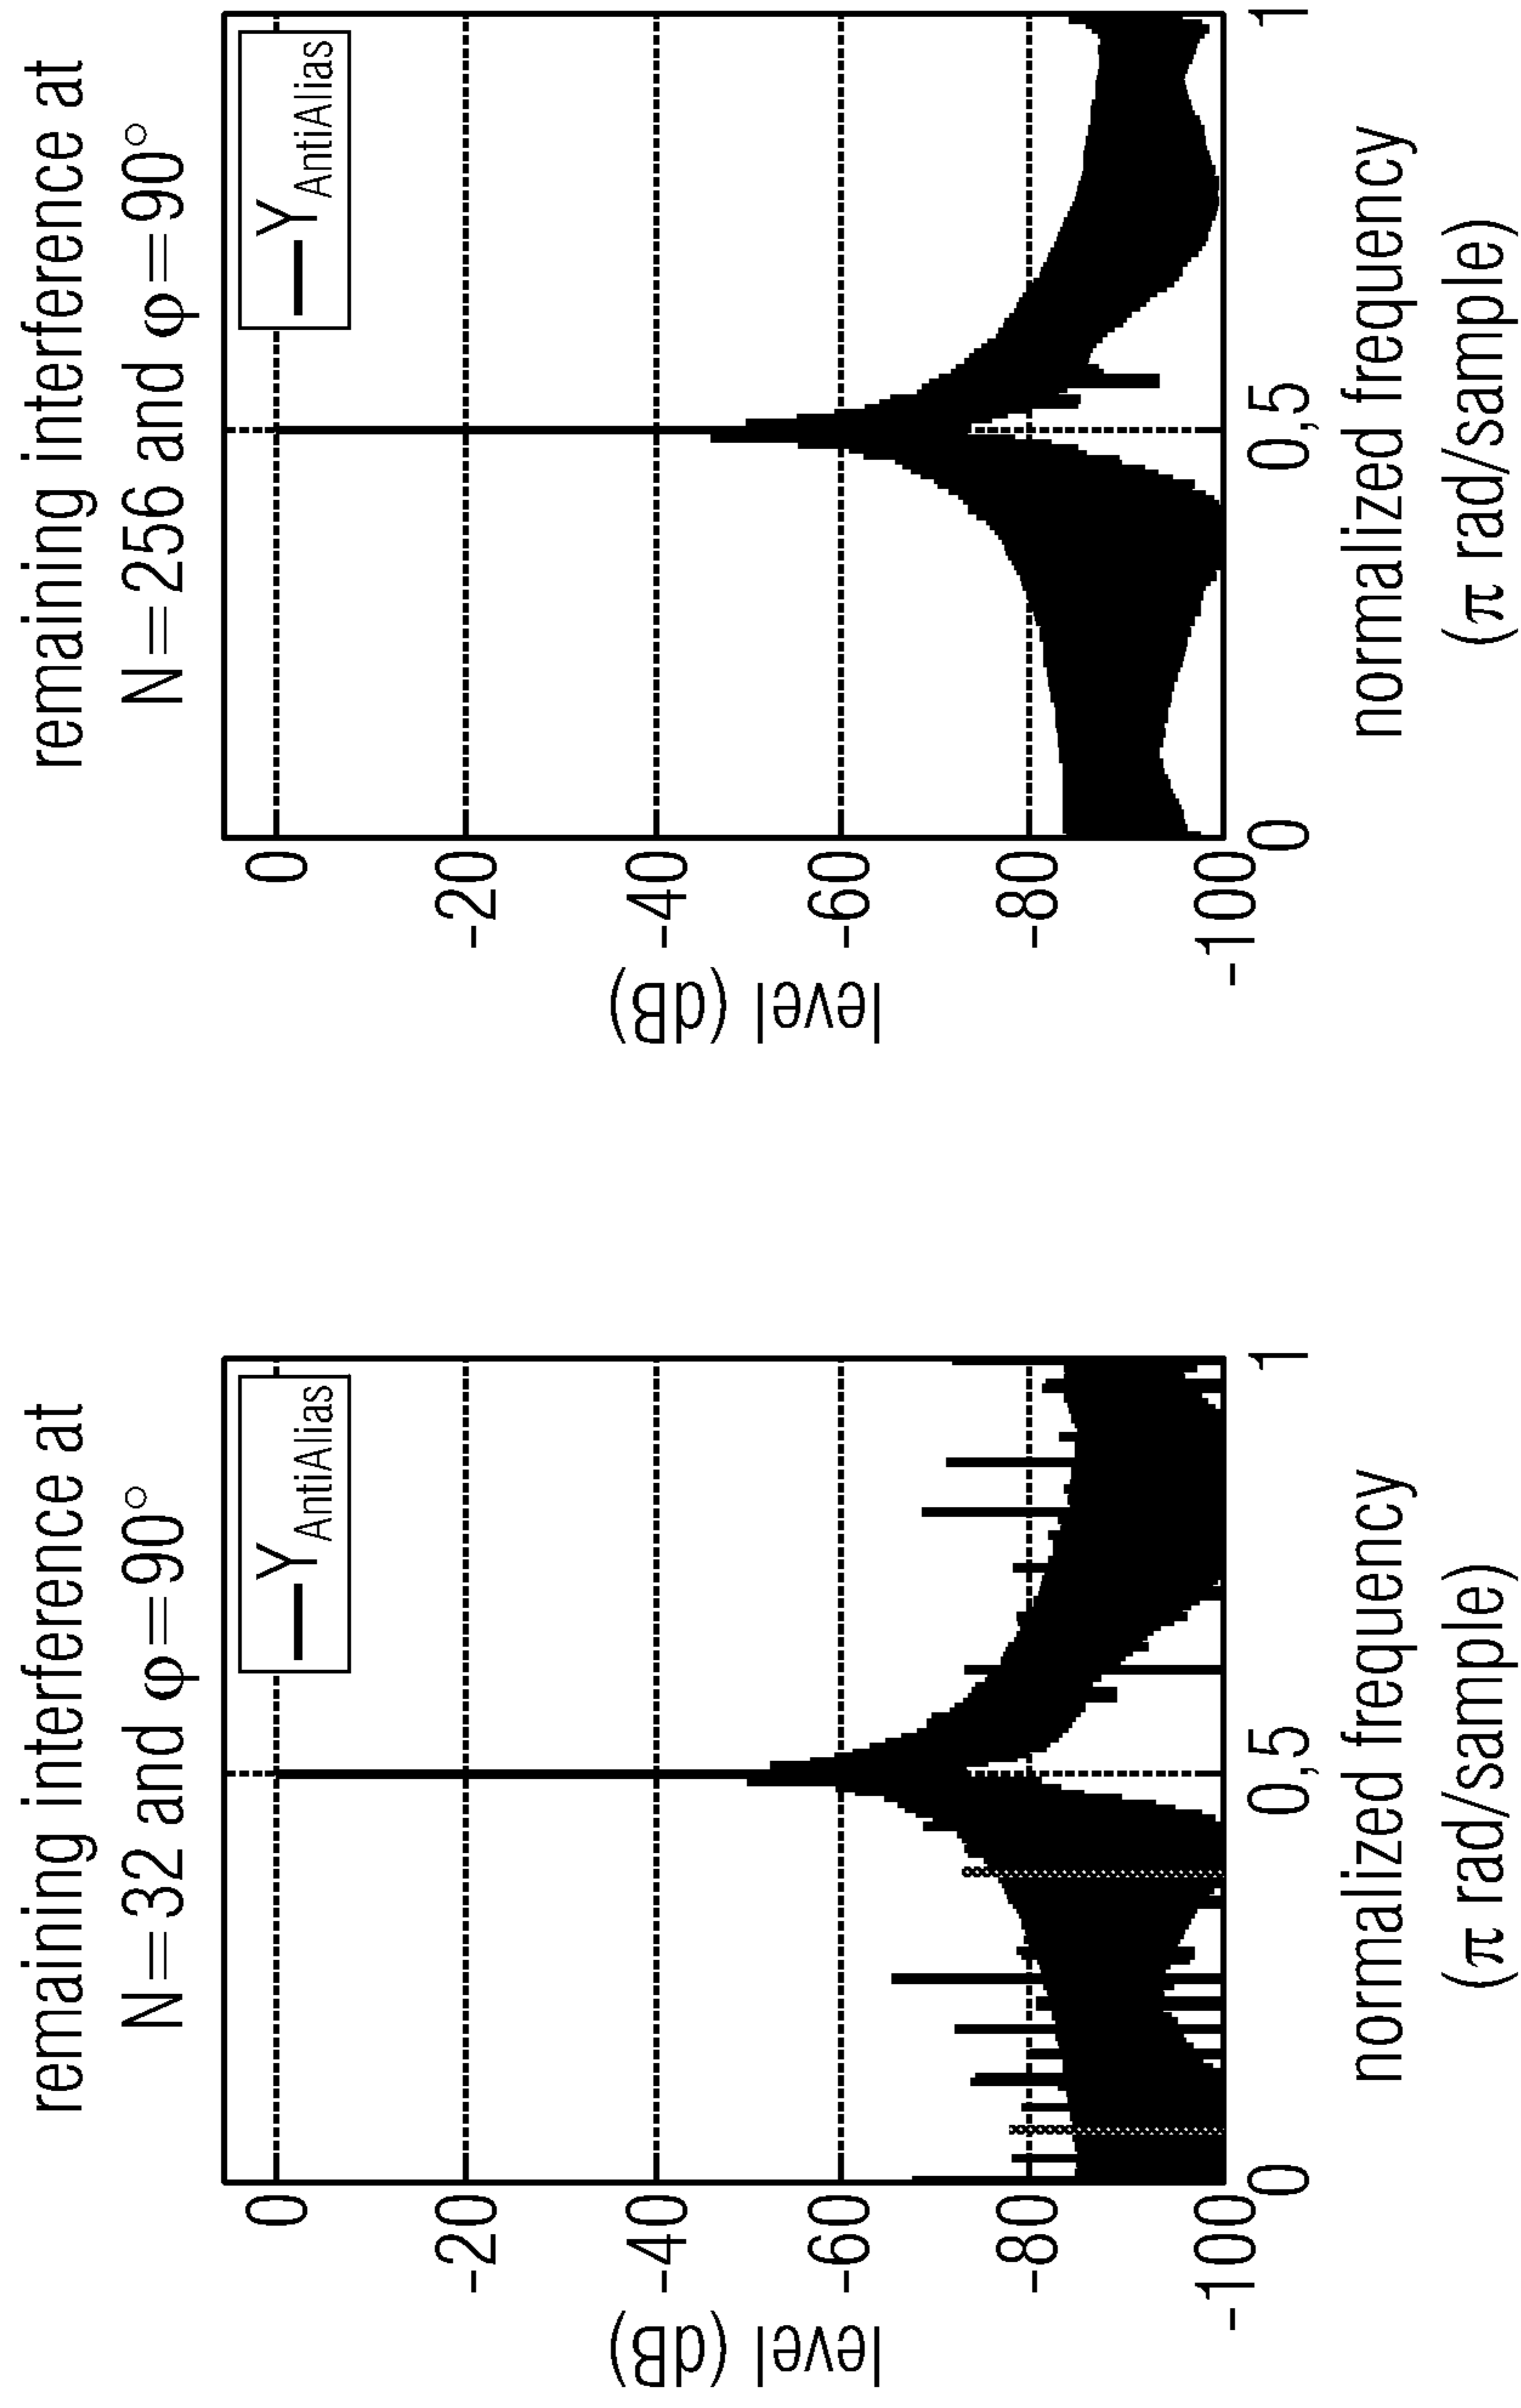 remaining interference at
N=32 and φ=90°
Y AntiAlias
level (dB)
0
-20
-40
-60
-80
-100
0
0,5
1
normalized frequency
(π rad/sample)
remaining interference at
N=256 and φ=90°
Y AntiAlias
level (dB)
0
-20
-40
-60
-80
-100
0
0,5
1
normalized frequency
(π rad/sample)